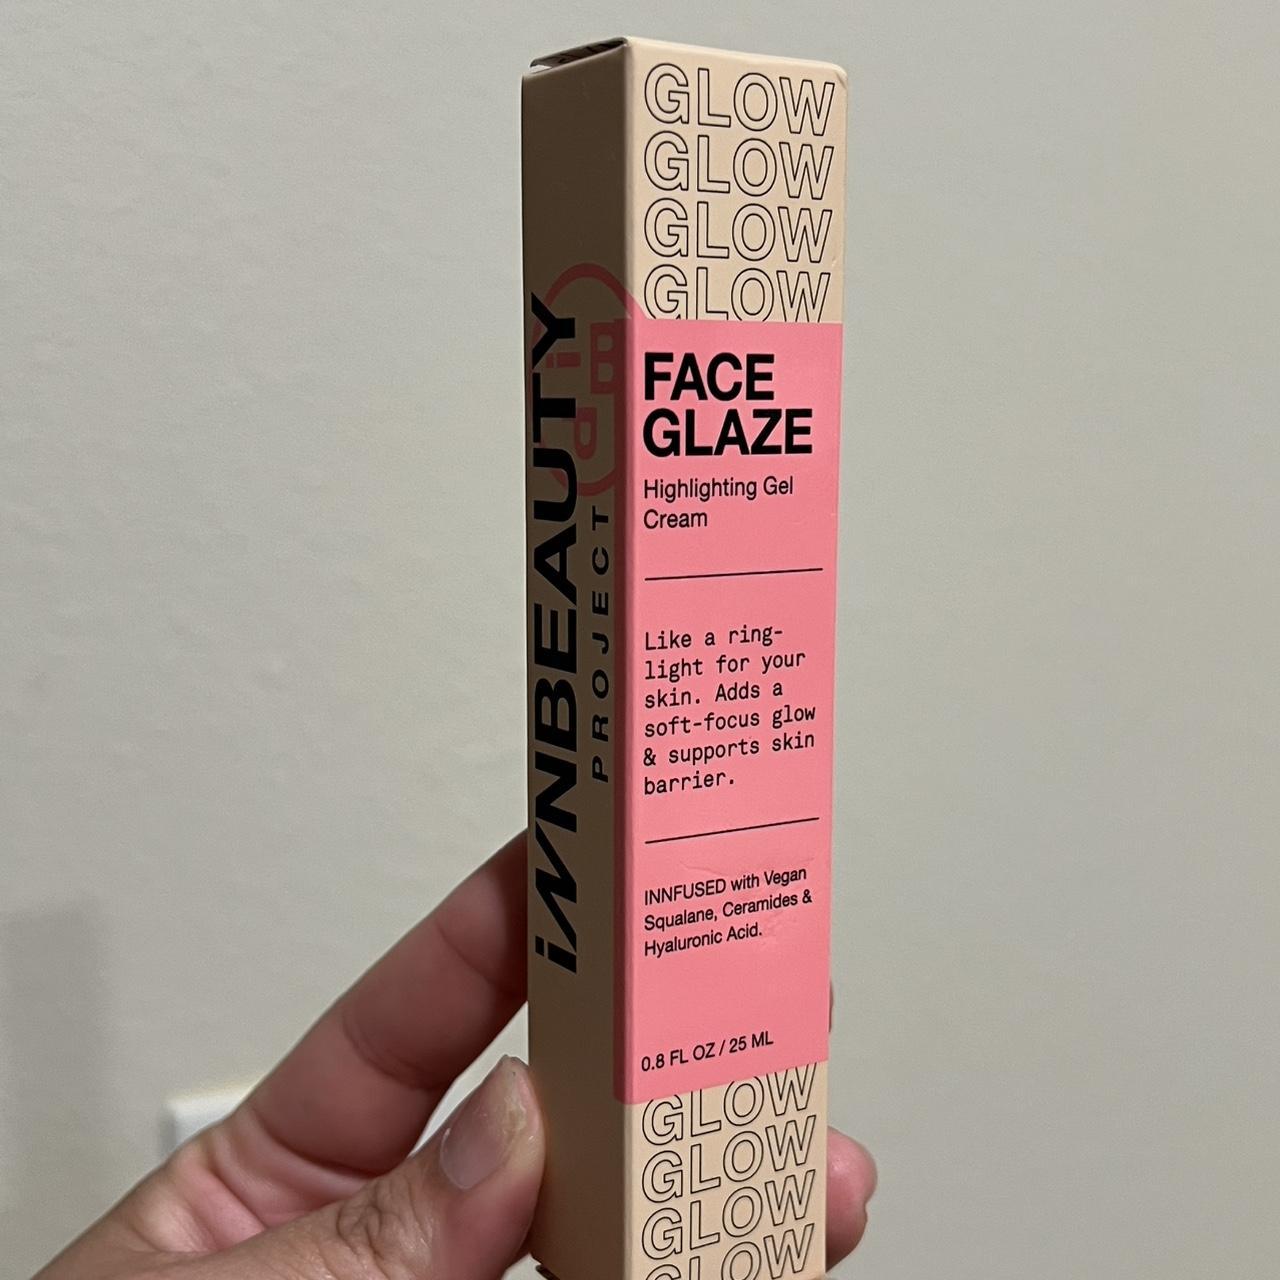 GLOW
GLOW
GLOW
GLOW
FACE
GLAZE
Highlighting Gel
Cream
Like a ring-
light for your
skin. Adds a
soft-focus glow
& supports skin
barrier.
INNFUSED with Vegan
Squalane, Ceramides &
Hyaluronic Acid.
0.8 FL OZ / 25 ML
GLOW
GLOW
GLOW
GLOW
iNNBEAUTY
PROJECT
iB
P